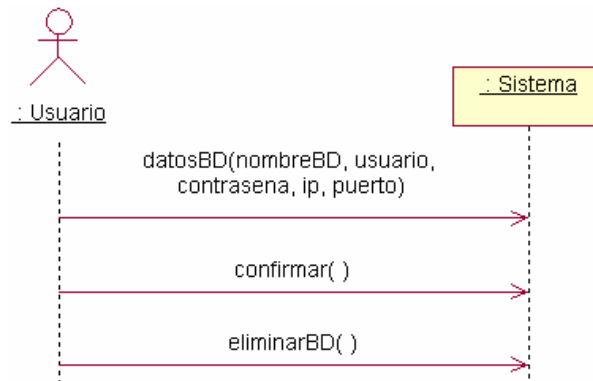 : Usuario
: Sistema
datosBD(nombreBD, usuario,
contrasena, ip, puerto)
confirmar( )
eliminarBD( )